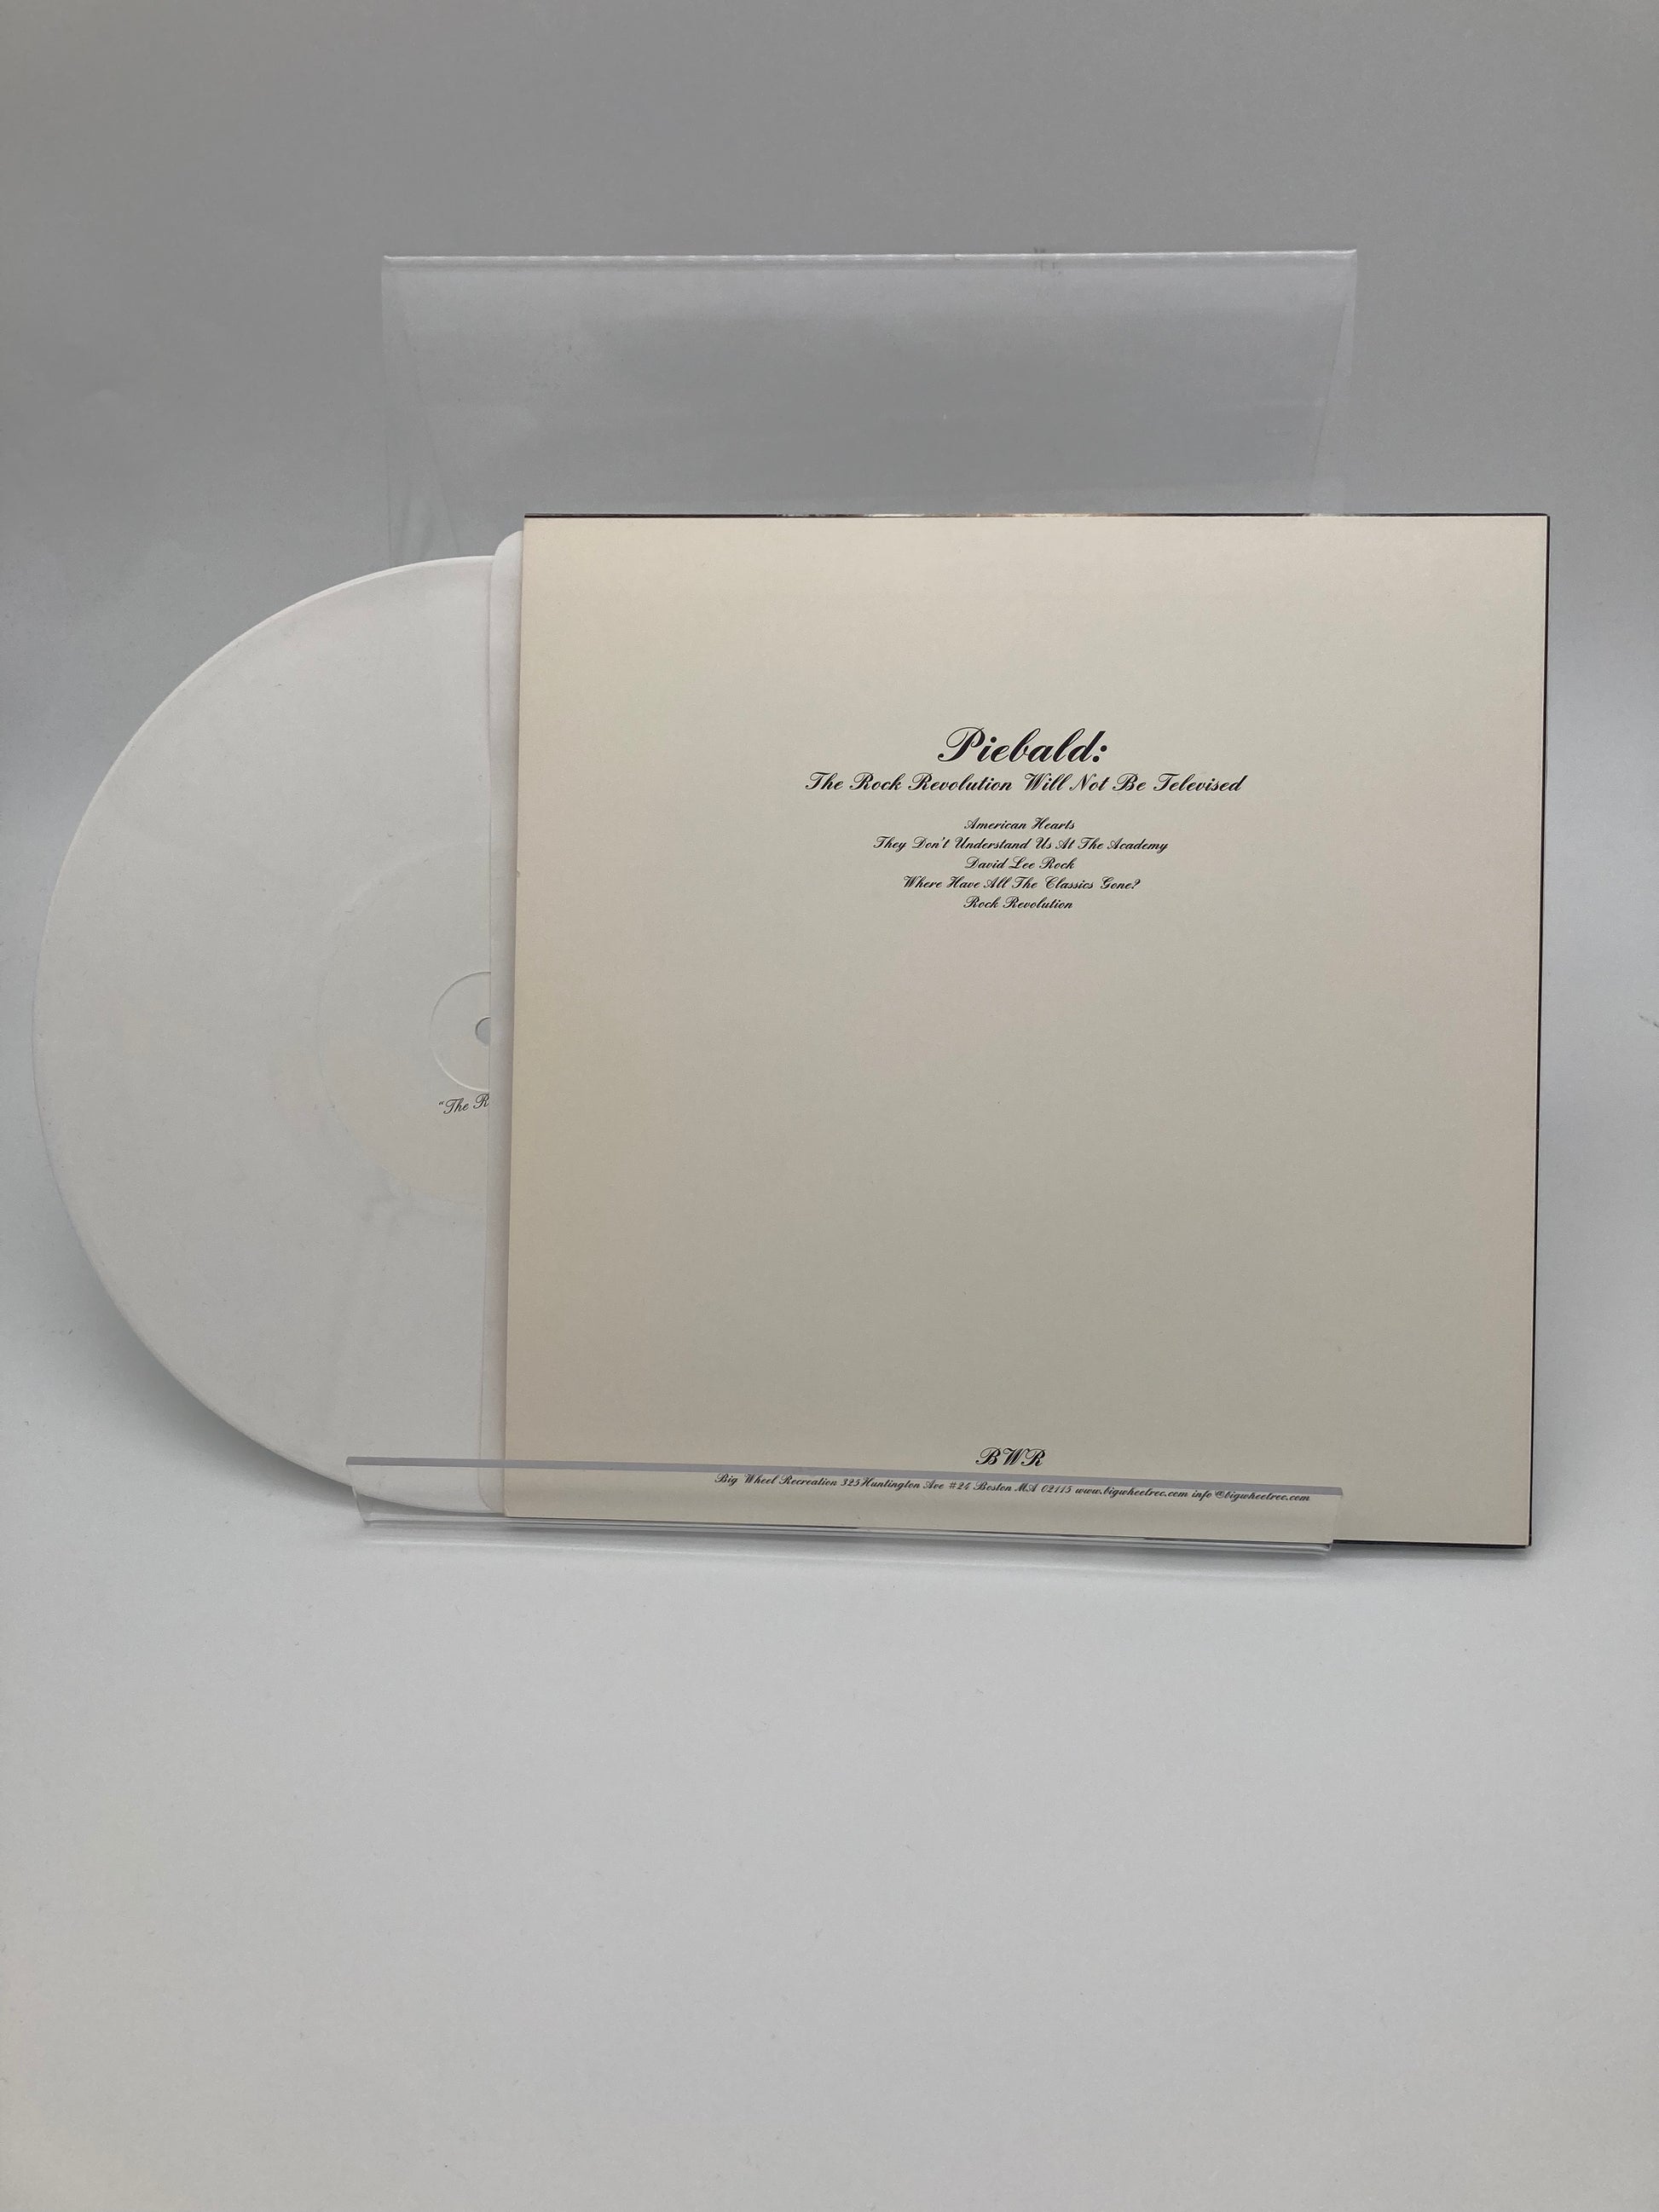 Piebald:
The Rock Revolution Will Not Be Televised
American Hearts
They Don't Understand Us At The Academy
David Lee Rock
Where Have All The Classics Gone?
Rock Revolution
"The R
BWR
Big Wheel Recreation 325 Huntington Ave #24 Boston MA 02115 www.bigwheelrec.com info@bigwheelrec.com